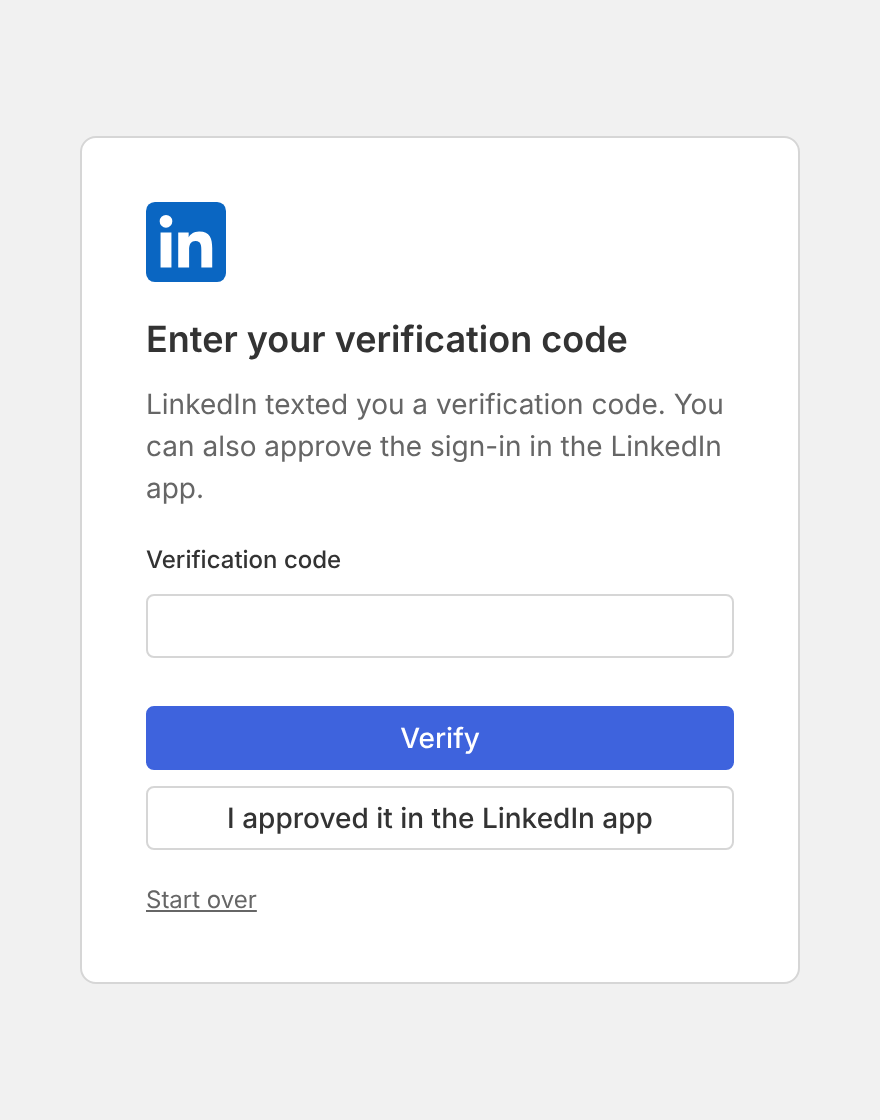 in
Enter your verification code
LinkedIn texted you a verification code. You
can also approve the sign-in in the LinkedIn
app.
Verification code
Verify
I approved it in the LinkedIn app
Start over